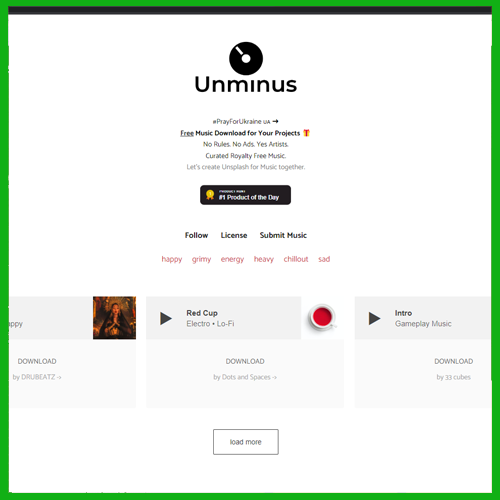 Unminus
#PrayForUkraine UA →
Free Music Download for Your Projects 🎁
No Rules. No Ads. Yes Artists.
Curated Royalty Free Music.
Let's create Unsplash for Music together.
PRODUCT HUNT
#1 Product of the Day
Follow License Submit Music
happy grimy energy heavy chillout sad
Red Cup
Electro • Lo-Fi
Intro
Gameplay Music
DOWNLOAD DOWNLOAD DOWNLOAD
by DRUBEATZ → by Dots and Spaces → by 33 cubes
load more